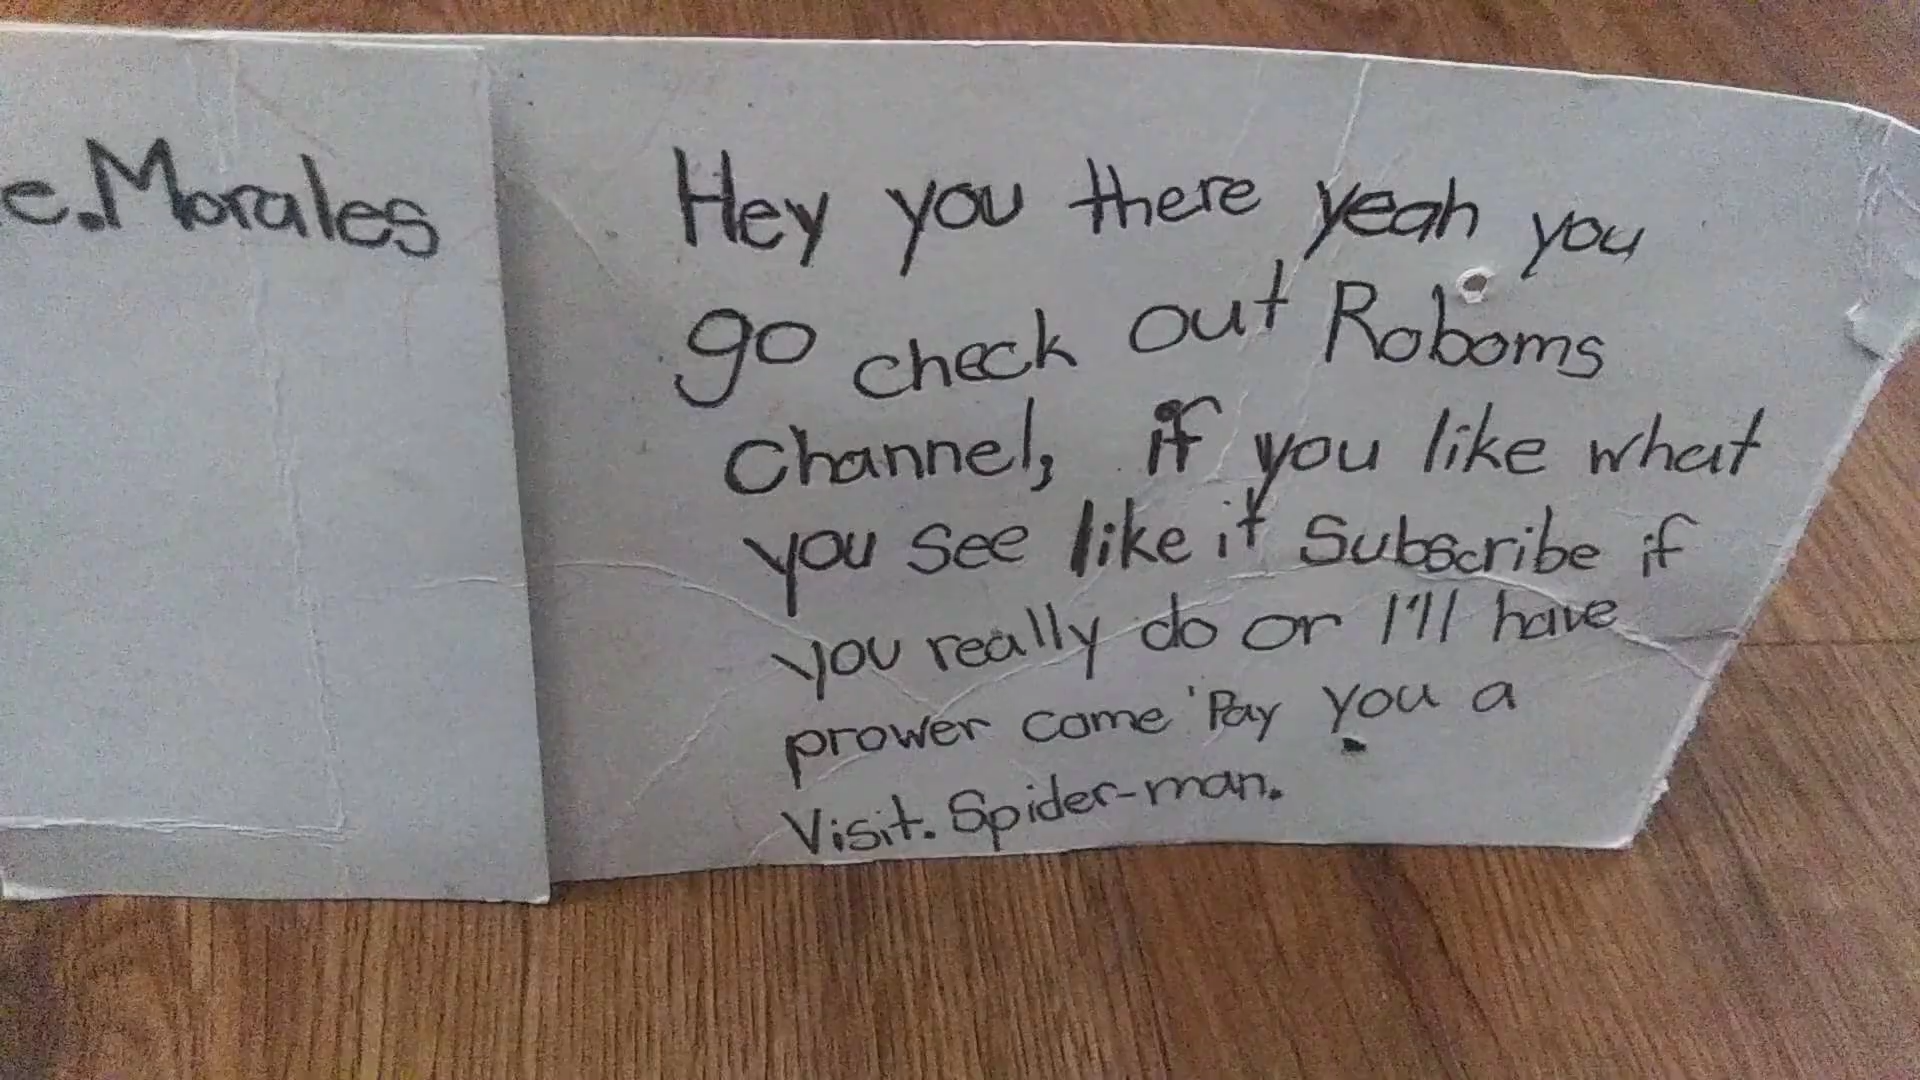 e.Morales
Hey you there yeah you
go check out Roboms
Channel, if you like what
you see like it Subscribe if
you really do or I'll have
prower come Pay you a
Visit. Spider-man.